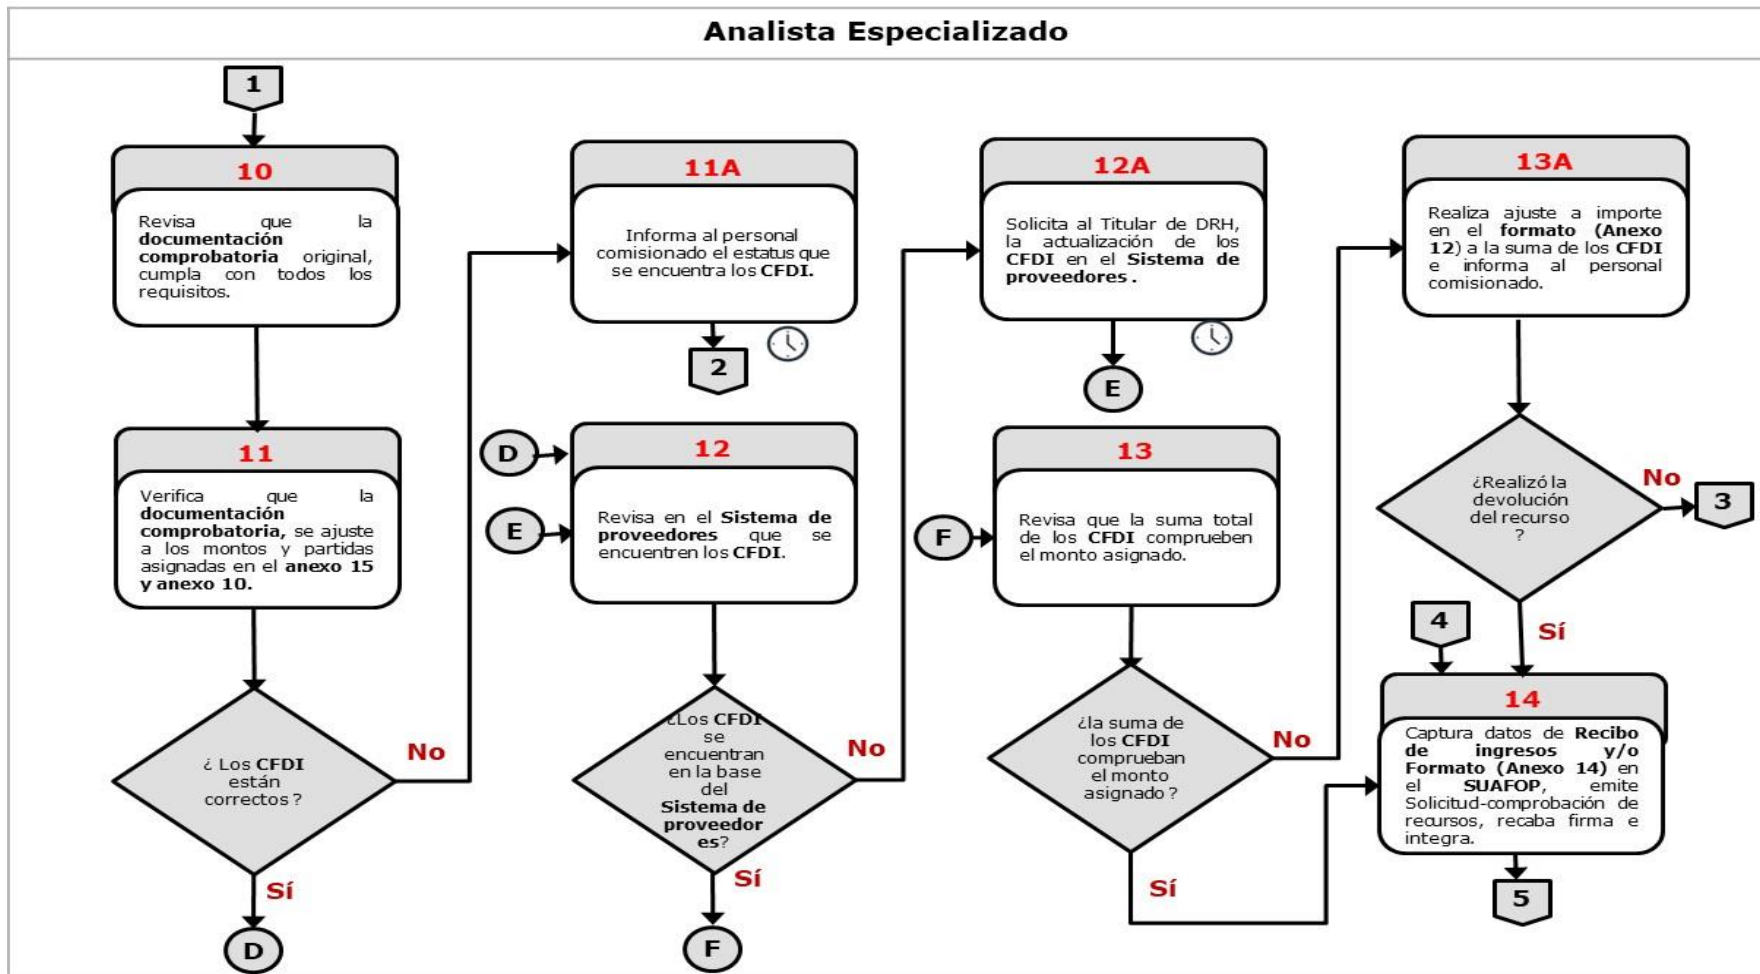 Analista Especializado
1
10
Revisa que la
documentación
comprobatoria original,
cumpla con todos los
requisitos.
11
Verifica que la
documentación
comprobatoria, se ajuste
a los montos y partidas
asignadas en el anexo 15
y anexo 10.
¿ Los CFDI
están
correctos ?
No
Sí
D
11A
Informa al personal
comisionado el estatus que
se encuentra los CFDI.
2
D
E
12
Revisa en el Sistema de
proveedores que se
encuentren los CFDI.
¿Los CFDI
se
encuentran
en la base
del
Sistema de
proveedor
es?
No
Sí
F
12A
Solicita al Titular de DRH,
la actualización de los
CFDI en el Sistema de
proveedores .
E
F
13
Revisa que la suma total
de los CFDI comprueben
el monto asignado.
¿la suma de
los CFDI
comprueban
el monto
asignado ?
No
Sí
13A
Realiza ajuste a importe
en el formato (Anexo
12) a la suma de los CFDI
e informa al personal
comisionado.
¿Realizó la
devolución
del recurso
?
No
3
Sí
4
14
Captura datos de Recibo
de ingresos y/o
Formato (Anexo 14) en
el SUAFOP, emite
Solicitud-comprobación de
recursos, recaba firma e
integra.
5